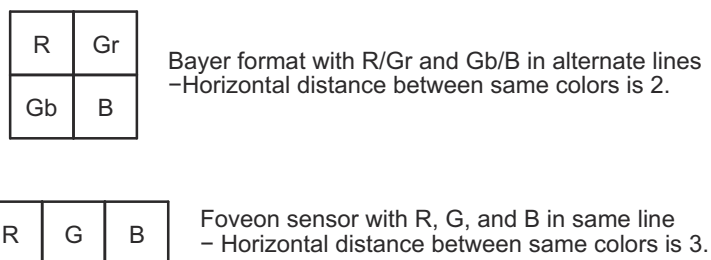 R Gr
Bayer format with R/Gr and Gb/B in alternate lines
−Horizontal distance between same colors is 2.
Gb B
R G B
Foveon sensor with R, G, and B in same line
− Horizontal distance between same colors is 3.